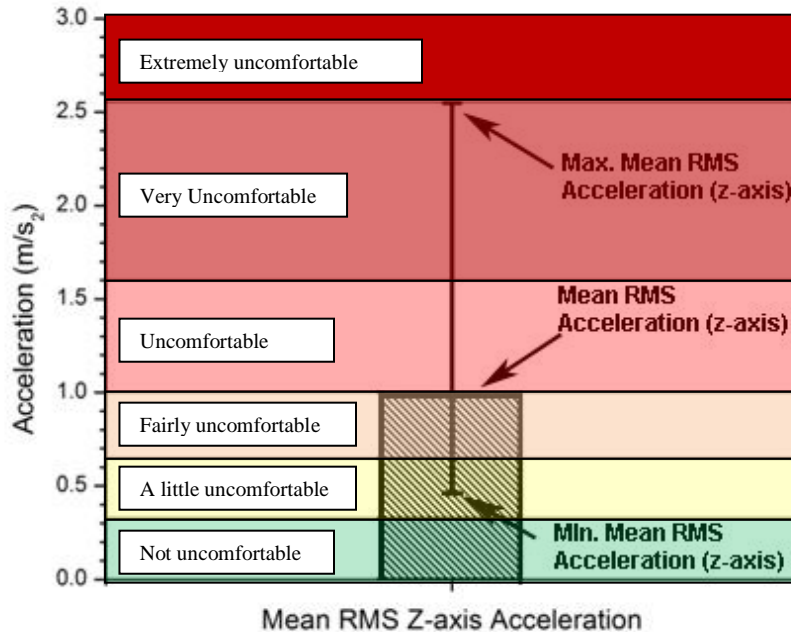 3.0
Extremely uncomfortable
2.5
Max. Mean RMS
Acceleration (z-axis)
Very Uncomfortable
2.0
Acceleration (m/s₂)
Mean RMS
Acceleration (z-axis)
1.5
Uncomfortable
1.0
Fairly uncomfortable
A little uncomfortable
0.5
MIn. Mean RMS
Acceleration (z-axis)
Not uncomfortable
0.0
Mean RMS Z-axis Acceleration